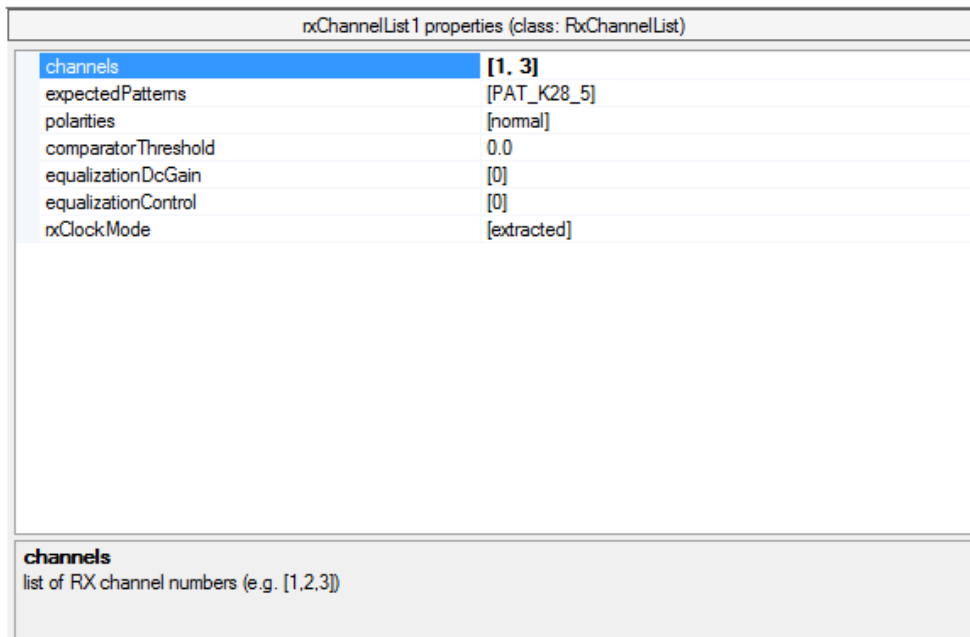 rxChannelList1 properties (class: RxChannelList)
channels [1, 3]
expectedPatterns [PAT_K28_5]
polarities [normal]
comparatorThreshold 0.0
equalizationDcGain [0]
equalizationControl [0]
rxClockMode [extracted]
channels
list of RX channel numbers (e.g. [1,2,3])